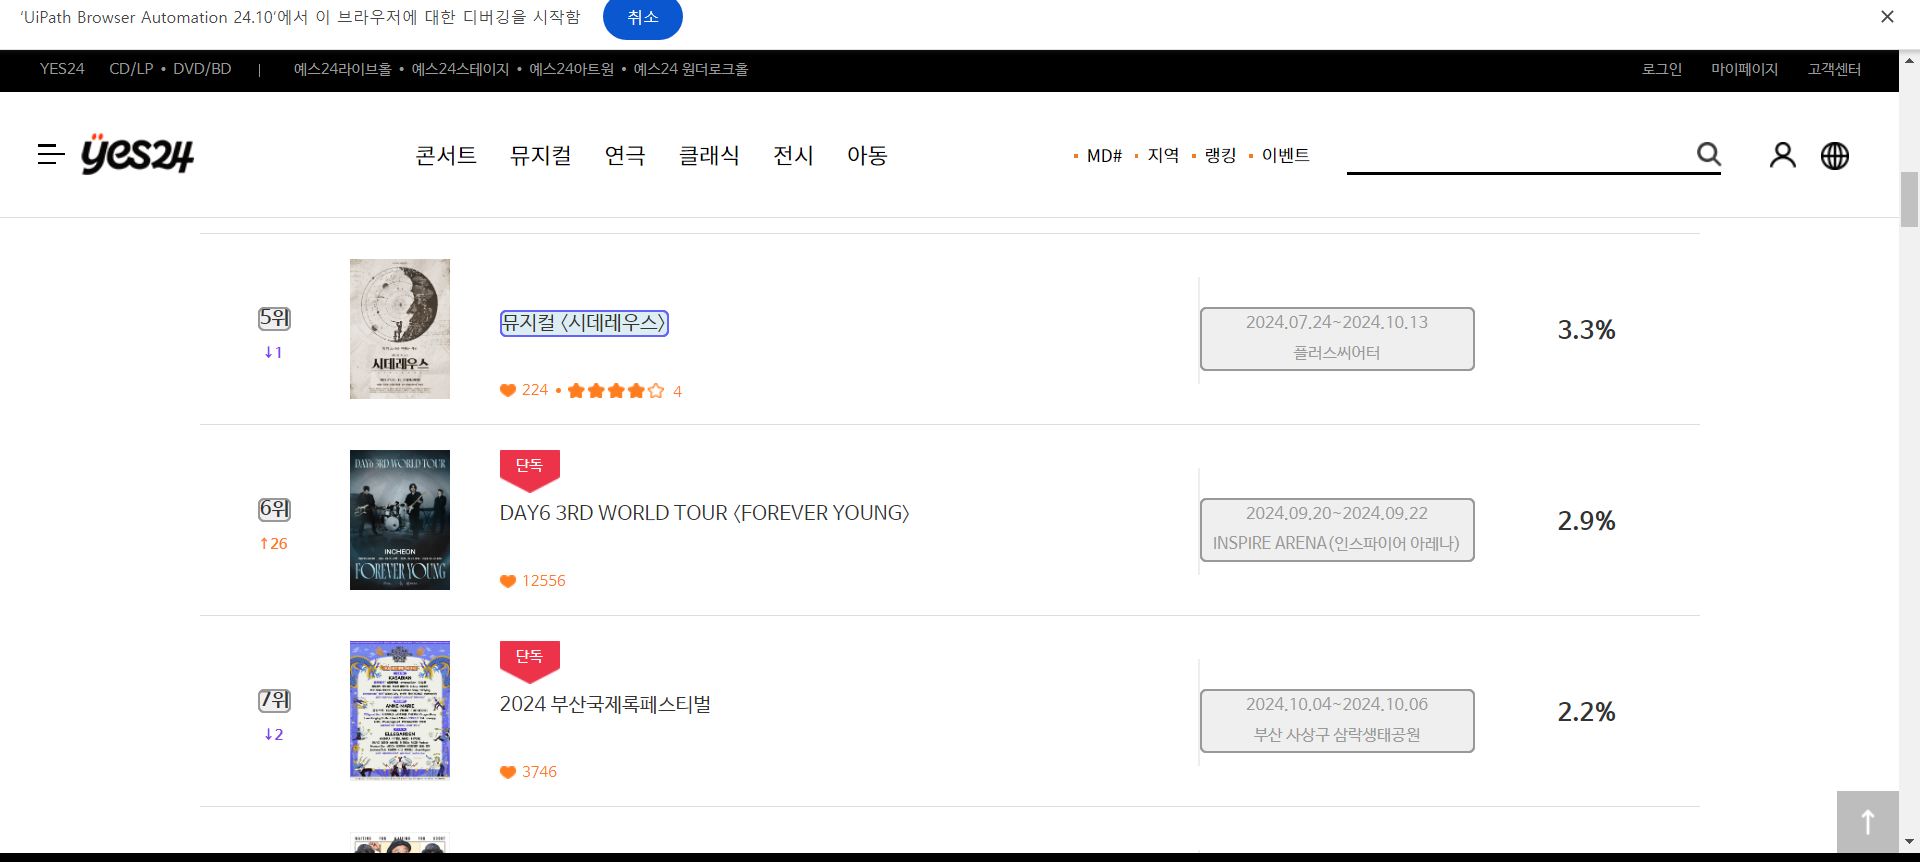 'UiPath Browser Automation 24.10'에서 이 브라우저에 대한 디버깅을 시작함 취소
YES24 CD/LP • DVD/BD | 예스24라이브홀 • 예스24스테이지 • 예스24아트원 • 예스24 원더로크홀 로그인 마이페이지 고객센터
yes24 콘서트 뮤지컬 연극 클래식 전시 아동 MD# 지역 랭킹 이벤트
5위
↓1
시데레우스
뮤지컬 〈시데레우스〉
224 • 4
2024.07.24~2024.10.13
플러스씨어터
3.3%
6위
↑26
DAY6 3RD WORLD TOUR
INCHEON
FOREVER YOUNG
단독
DAY6 3RD WORLD TOUR 〈FOREVER YOUNG〉
12556
2024.09.20~2024.09.22
INSPIRE ARENA(인스파이어 아레나)
2.9%
7위
↓2
KASABIAN
ANNE-MARIE
ELLEGARDEN
단독
2024 부산국제록페스티벌
3746
2024.10.04~2024.10.06
부산 사상구 삼락생태공원
2.2%